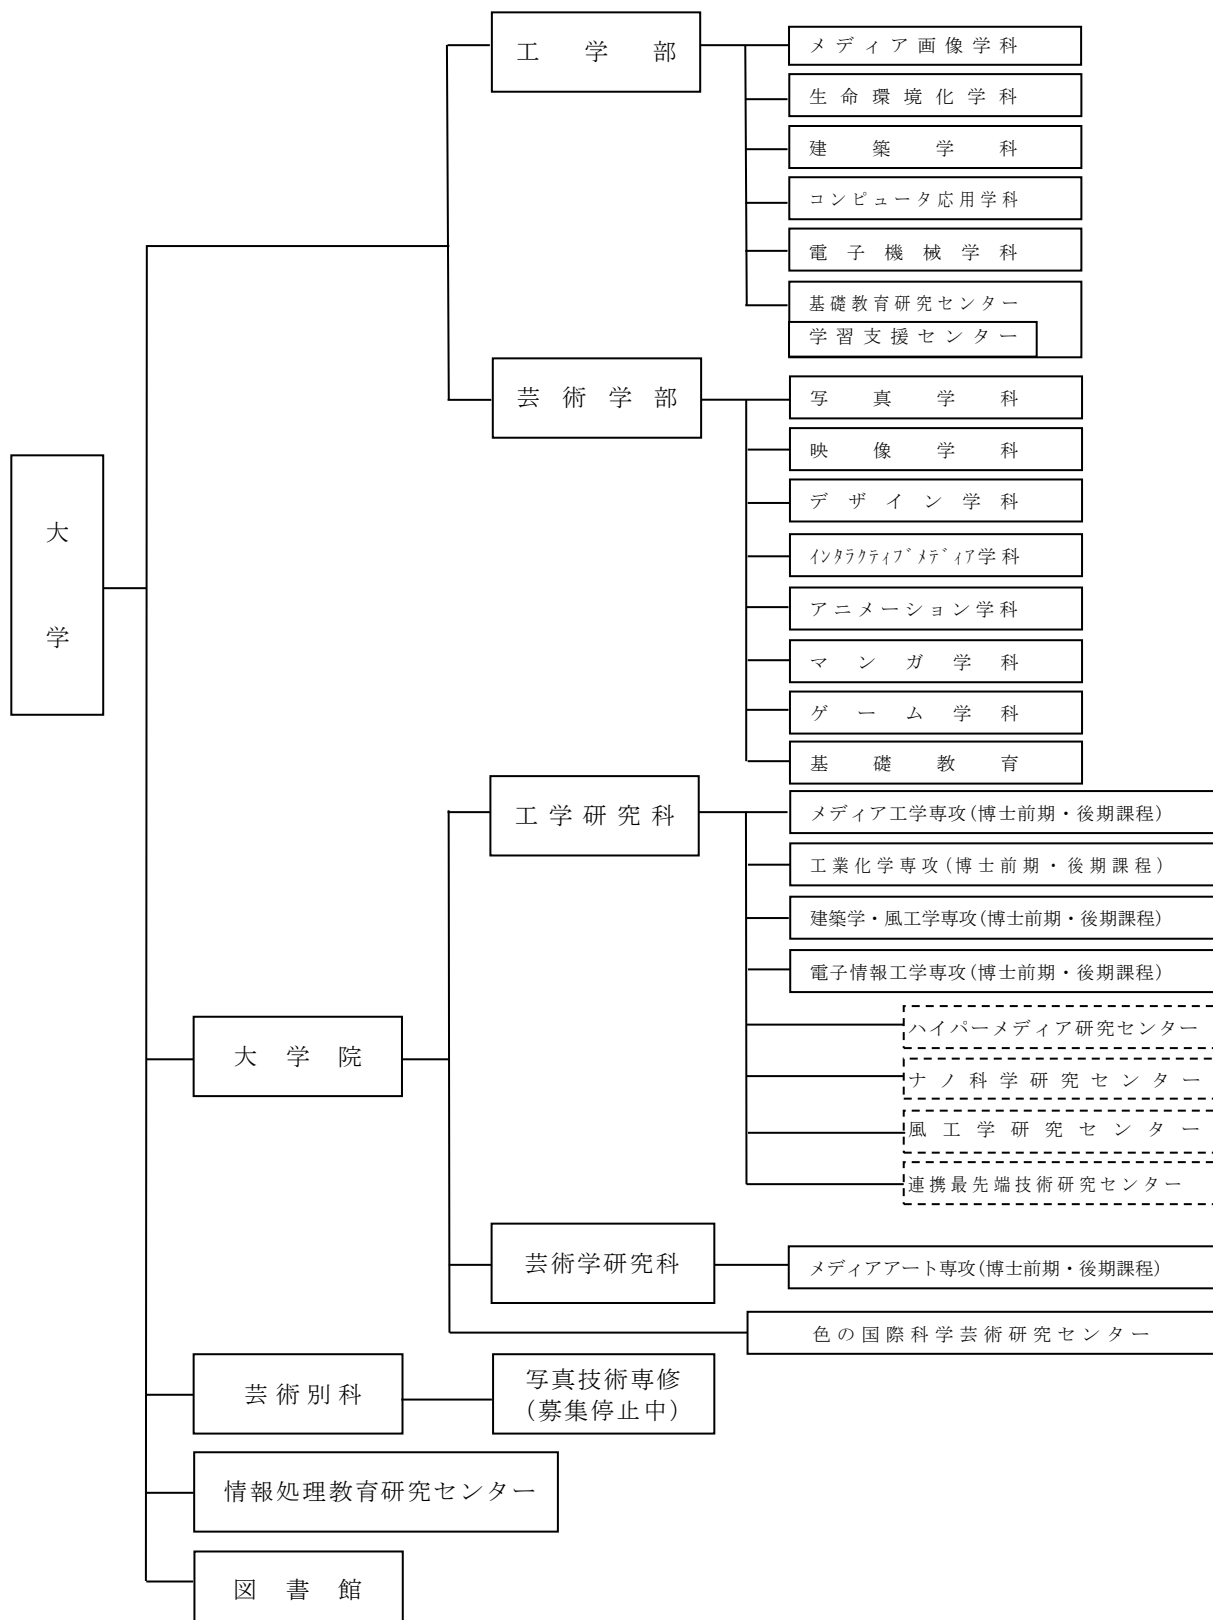 工学部
メディア画像学科
生命環境化学科
建築学科
コンピュータ応用学科
電子機械学科
基礎教育研究センター
学習支援センター
芸術学部
写真学科
映像学科
デザイン学科
インタラクティブメディア学科
アニメーション学科
マンガ学科
ゲーム学科
基礎教育
大学
工学研究科
メディア工学専攻(博士前期・後期課程)
工業化学専攻(博士前期・後期課程)
建築学・風工学専攻(博士前期・後期課程)
電子情報工学専攻(博士前期・後期課程)
ハイパーメディア研究センター
ナノ科学研究センター
風工学研究センター
連携最先端技術研究センター
大学院
芸術学研究科
メディアアート専攻(博士前期・後期課程)
色の国際科学芸術研究センター
芸術別科
写真技術専修
(募集停止中)
情報処理教育研究センター
図書館